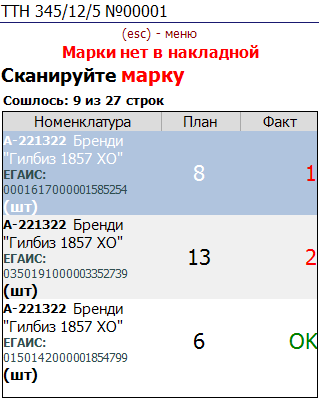 ТТН 345/12/5 №00001
(esc) - меню
Марки нет в накладной
Сканируйте марку
Сошлось: 9 из 27 строк
Номенклатура План Факт
А-221322 Бренди
"Гилбиз 1857 ХО"
ЕГАИС:
0001617000001585254
(шт)
8
1
А-221322 Бренди
"Гилбиз 1857 ХО"
ЕГАИС:
0350191000003352739
(шт)
13
2
А-221322 Бренди
"Гилбиз 1857 ХО"
ЕГАИС:
0150142000001854799
(шт)
6
OK